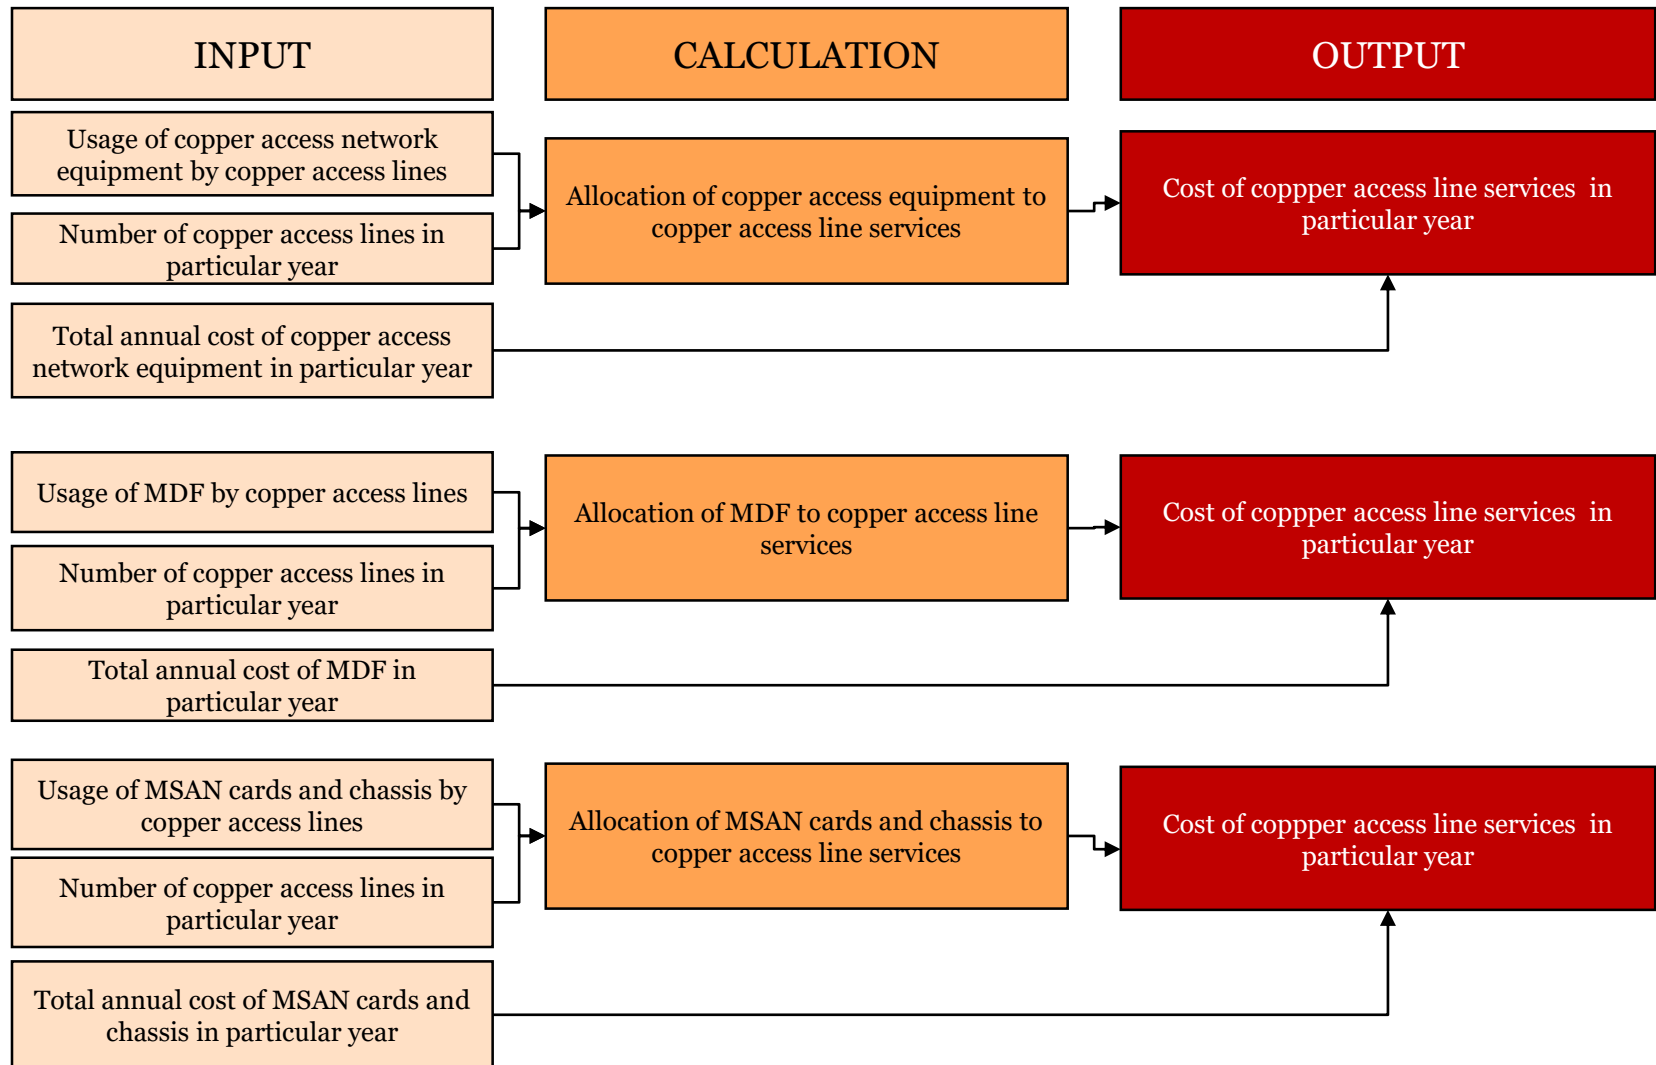 INPUT
CALCULATION
OUTPUT
Usage of copper access network
equipment by copper access lines
Number of copper access lines in
particular year
Allocation of copper access equipment to
copper access line services
Cost of coppper access line services  in
particular year
Total annual cost of copper access
network equipment in particular year
Usage of MDF by copper access lines
Number of copper access lines in
particular year
Allocation of MDF to copper access line
services
Cost of coppper access line services  in
particular year
Total annual cost of MDF in
particular year
Usage of MSAN cards and chassis by
copper access lines
Number of copper access lines in
particular year
Allocation of MSAN cards and chassis to
copper access line services
Cost of coppper access line services  in
particular year
Total annual cost of MSAN cards and
chassis in particular year